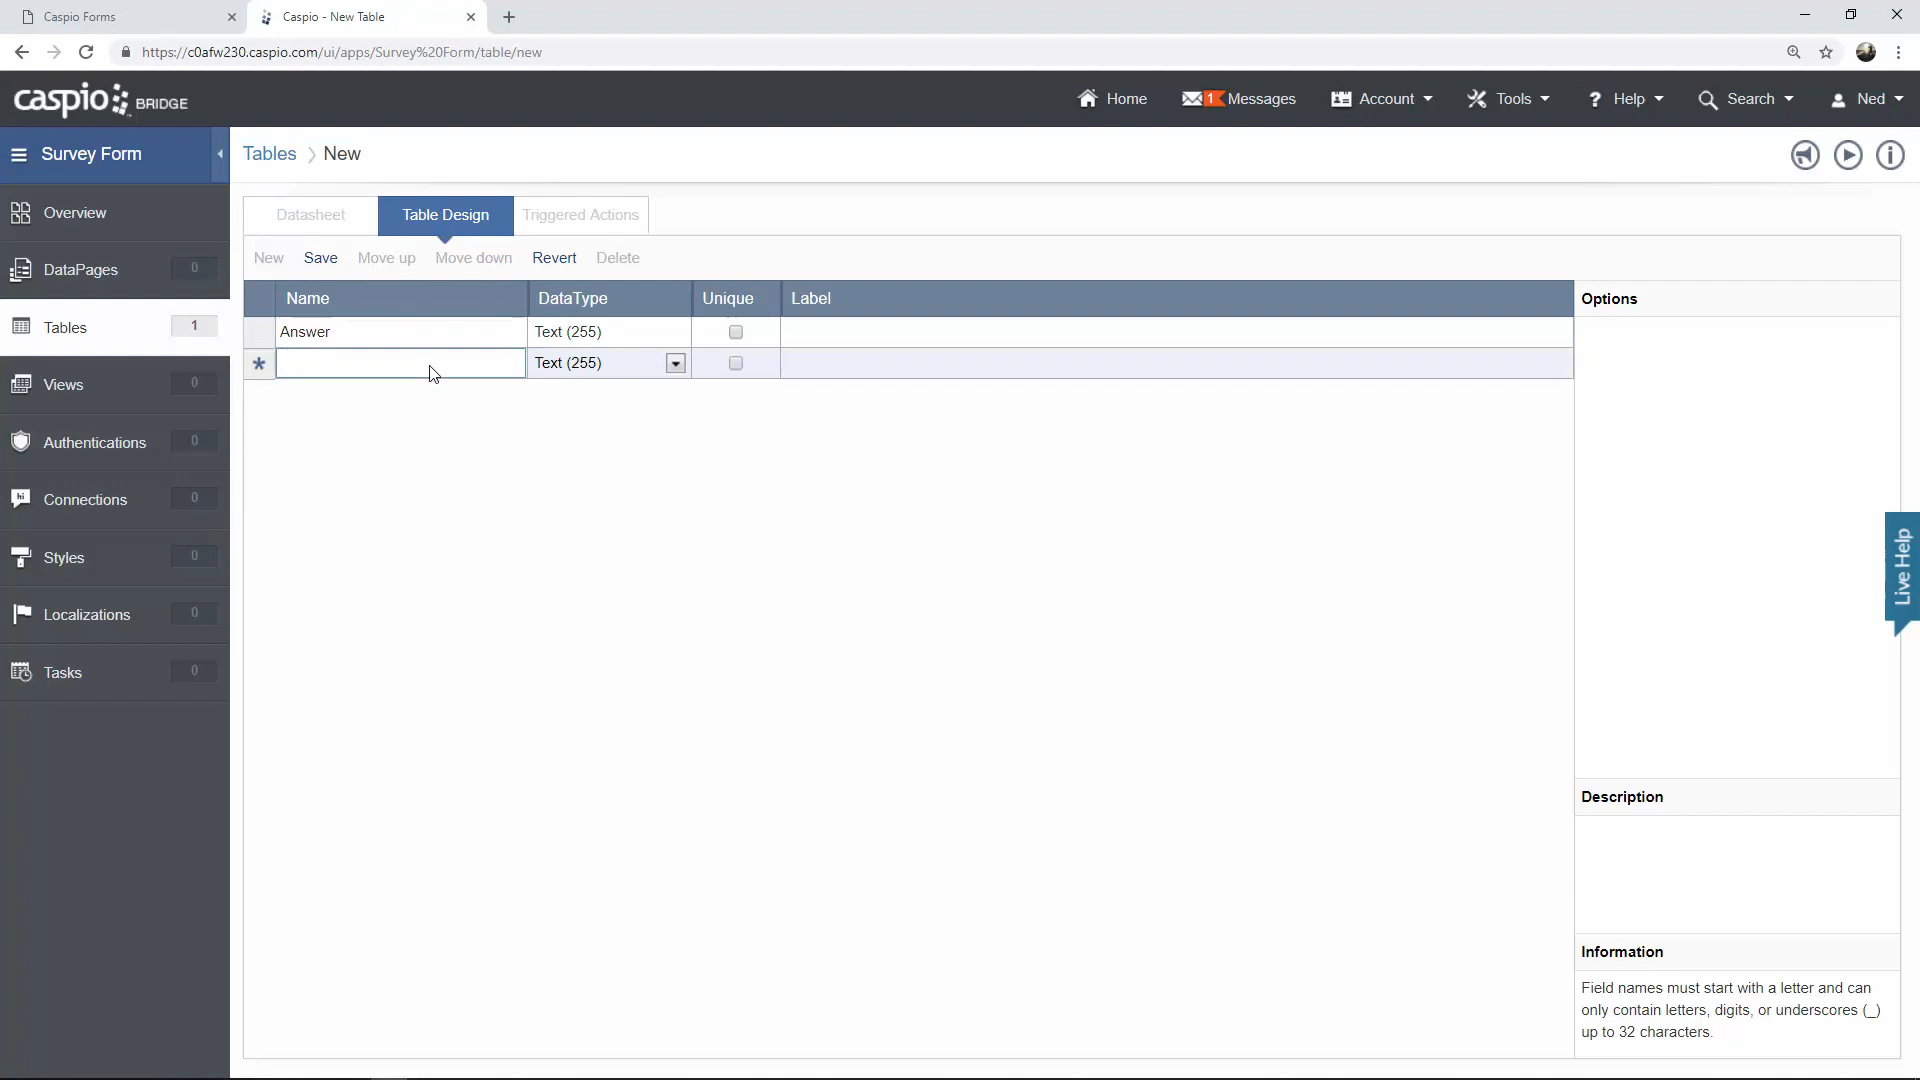 Caspio Forms
Caspio - New Table
https://c0afw230.caspio.com/ui/apps/Survey%20Form/table/new
caspio BRIDGE
Home
1 Messages
Account
Tools
? Help
Search
Ned
Survey Form
Tables > New
Overview
DataPages 0
Tables 1
Views 0
Authentications 0
hi Connections 0
Styles 0
Localizations 0
Tasks 0
Datasheet
Table Design
Triggered Actions
New Save Move up Move down Revert Delete
Name DataType Unique Label
Answer Text (255)
* Text (255)
Options
Description
Information
Field names must start with a letter and can
only contain letters, digits, or underscores (_)
up to 32 characters.
Live Help